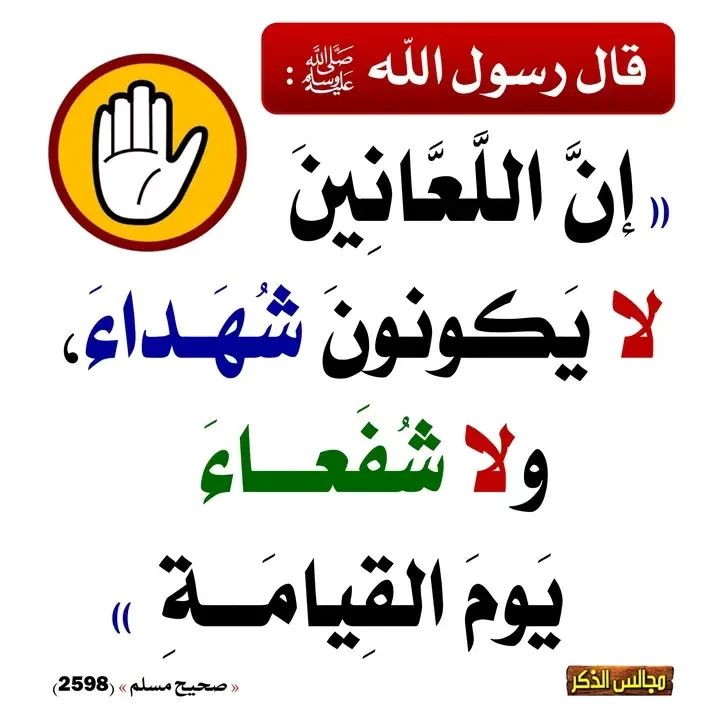 قال رسول الله ﷺ :
(( إنَّ اللَّعَّانِينَ
لا يَكونونَ شُهَداءَ،
ولا شُفَعاءَ
يَومَ القِيامَةِ ))
« صحيح مسلم » (2598)
مجالس الذكر